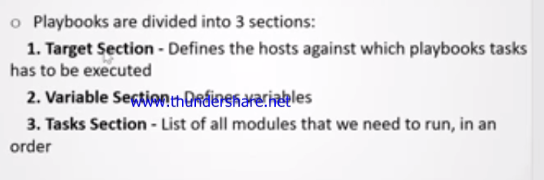 o Playbooks are divided into 3 sections:
1. Target Section - Defines the hosts against which playbooks tasks
has to be executed
2. Variable Section - Defines variables
www.thundershare.net
3. Tasks Section - List of all modules that we need to run, in an
order